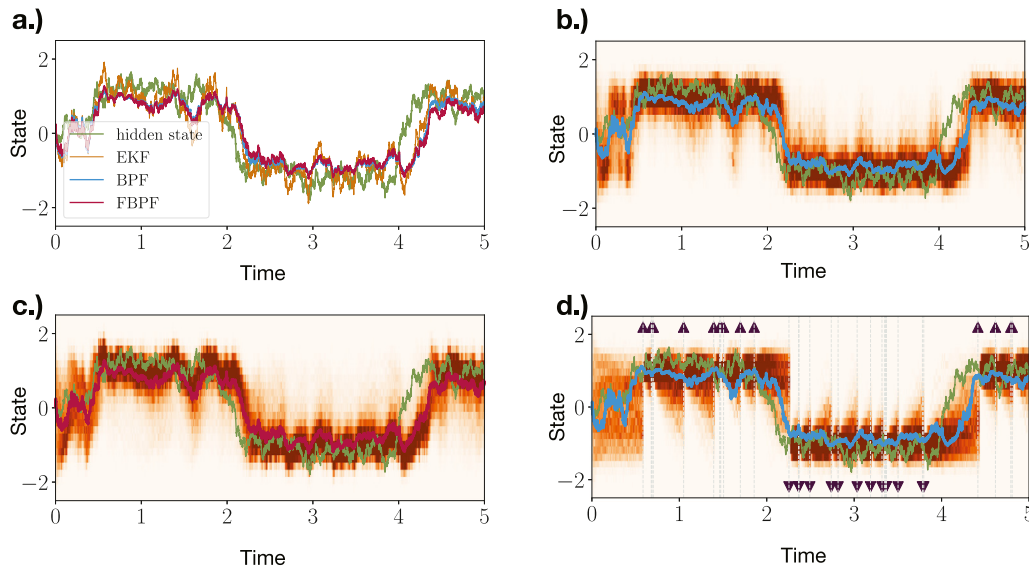 a.)
State
2
0
−2
hidden state
EKF
BPF
FBPF
0 1 2 3 4 5
Time
b.)
State
2
0
−2
0 1 2 3 4 5
Time
c.)
State
2
0
−2
0 1 2 3 4 5
Time
d.)
State
2
0
−2
0 1 2 3 4 5
Time